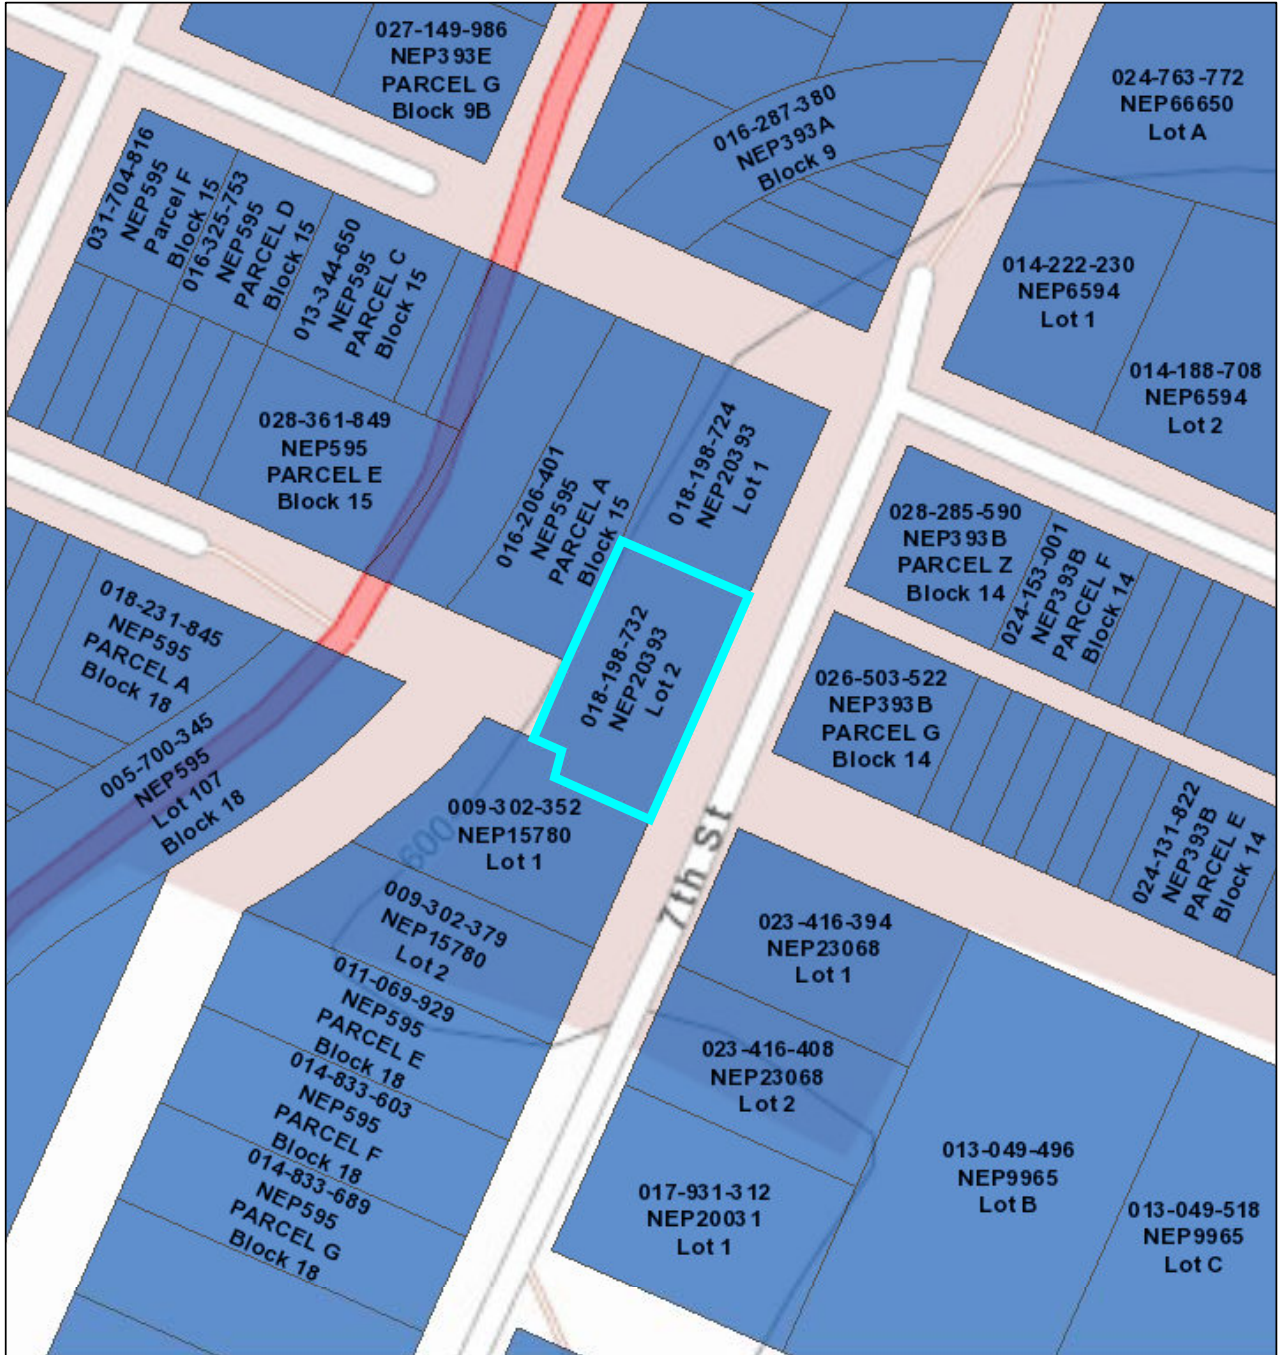 027-149-986
NEP393E
PARCEL G
Block 9B
024-763-772
NEP66650
Lot A
016-287-380
NEP393A
Block 9
031-704-816
NEP595
Parcel F
Block 15
016-325-753
NEP595
PARCEL D
Block 15
013-344-650
NEP595
PARCEL C
Block 15
014-222-230
NEP6594
Lot 1
014-188-708
NEP6594
Lot 2
028-361-849
NEP595
PARCEL E
Block 15
016-206-401
NEP595
PARCEL A
Block 15
018-198-724
NEP20393
Lot 1
028-285-590
NEP393B
PARCEL Z
Block 14
024-153-001
NEP393B
PARCEL F
Block 14
018-231-845
NEP595
PARCEL A
Block 18
018-198-732
NEP20393
Lot 2
026-503-522
NEP393B
PARCEL G
Block 14
005-700-345
NEP595
Lot 107
Block 18
009-302-352
NEP15780
Lot 1
600
7th St
024-131-822
NEP393B
PARCEL E
Block 14
009-302-379
NEP15780
Lot 2
023-416-394
NEP23068
Lot 1
011-069-929
NEP595
PARCEL E
Block 18
023-416-408
NEP23068
Lot 2
014-833-603
NEP595
PARCEL F
Block 18
014-833-689
NEP595
PARCEL G
Block 18
017-931-312
NEP20031
Lot 1
013-049-496
NEP9965
Lot B
013-049-518
NEP9965
Lot C